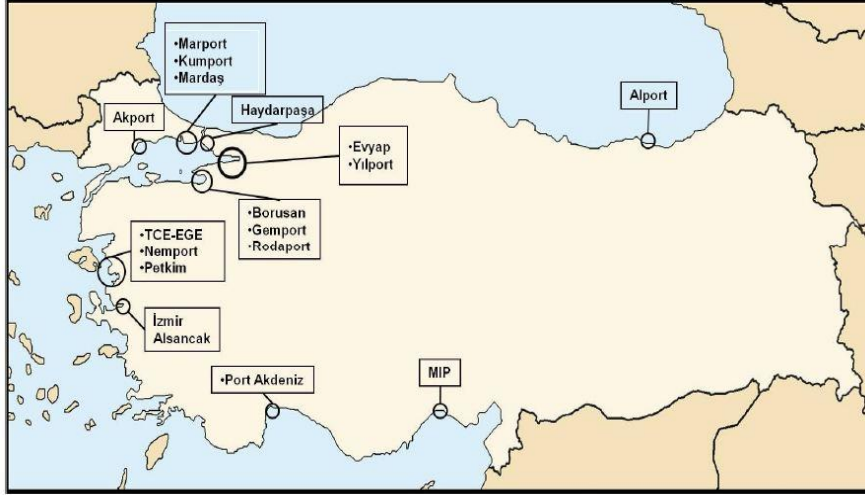 •Marport
•Kumport
•Mardaş
Akport
Haydarpaşa
Alport
•Evyap
•Yılport
•Borusan
•Gemport
•Rodaport
•TCE-EGE
•Nemport
•Petkim
İzmir
Alsancak
•Port Akdeniz
MIP